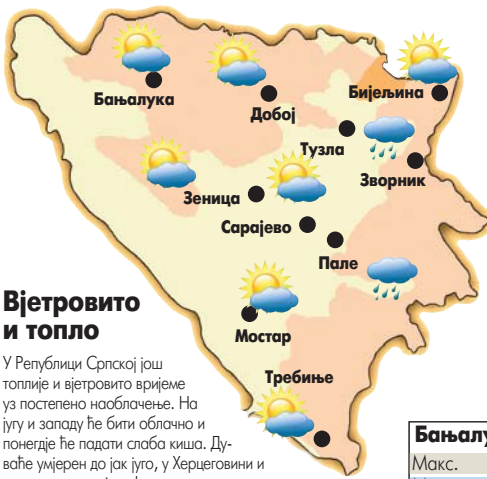 Бањалука
Добој
Бијељина
Тузла
Зворник
Зеница
Сарајево
Пале
Мостар
Требиње
Вјетровито
и топло
У Републици Српској још
топлије и вјетровито вријеме
уз постепено наоблачење. На
југу и западу ће бити облачно и
понегдје ће падати слаба киша. Ду-
ваће умјерен до јак југо, у Херцеговини и
Макс.